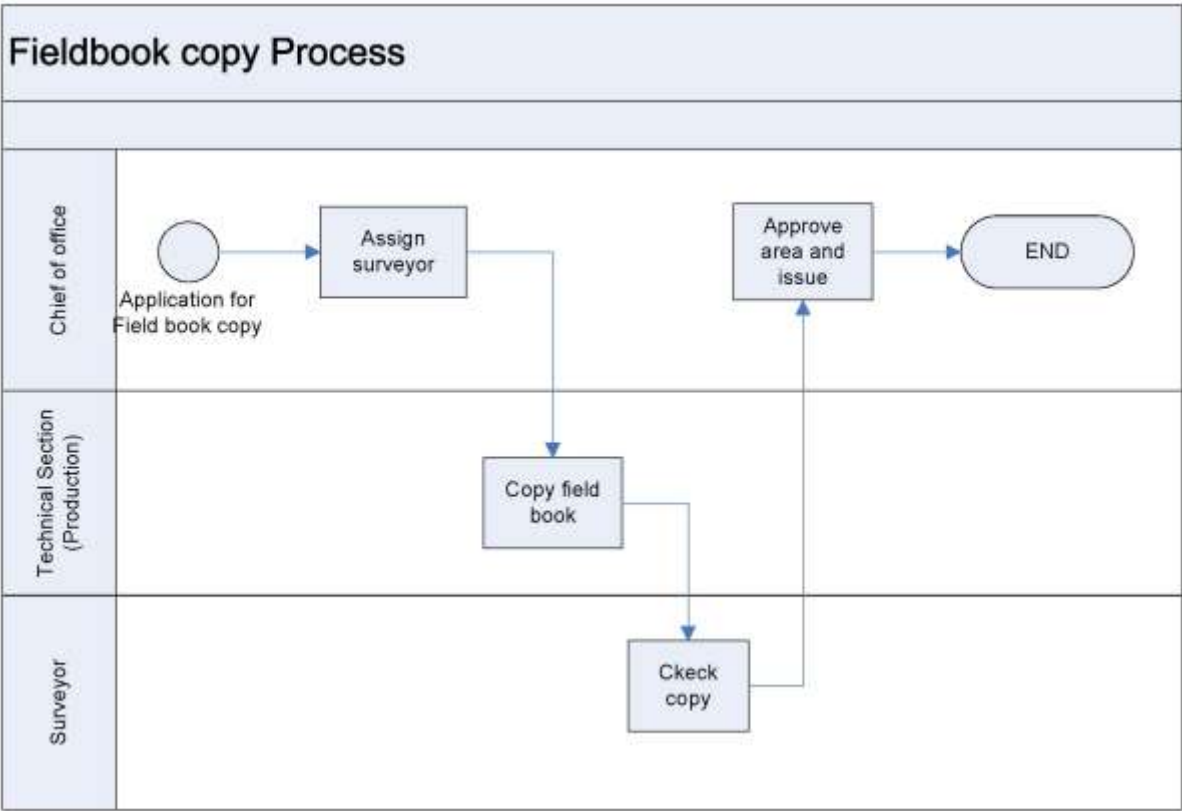 Fieldbook copy Process
Chief of office
Application for
Field book copy
Assign
surveyor
Approve
area and
issue
END
Technical Section
(Production)
Copy field
book
Surveyor
Ckeck
copy